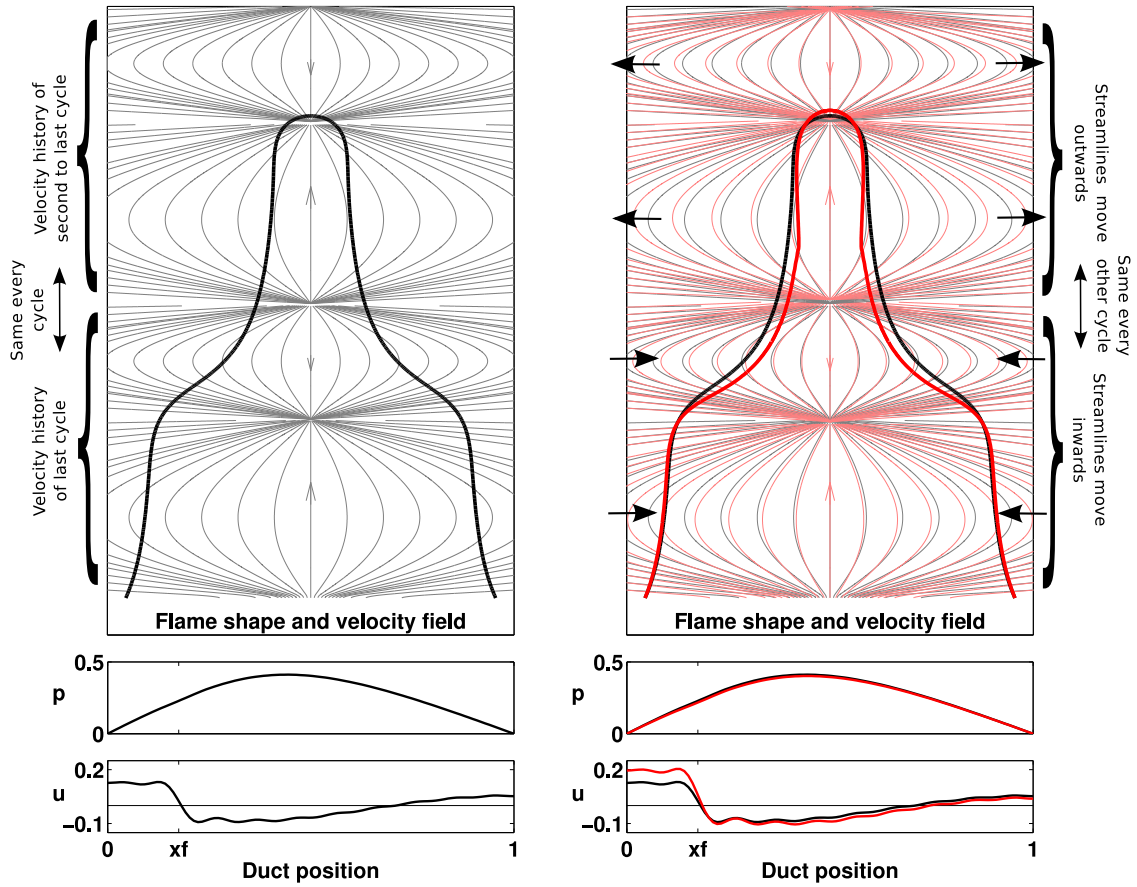 Velocity history of
second to last cycle
Same every
cycle
Velocity history
of last cycle
Flame shape and velocity field
0.5
p
0
0.2
u
−0.1
0
xf
1
Duct position
Streamlines move
outwards
Same every
other cycle
Streamlines move
inwards
Flame shape and velocity field
0.5
p
0
0.2
u
−0.1
0
xf
1
Duct position